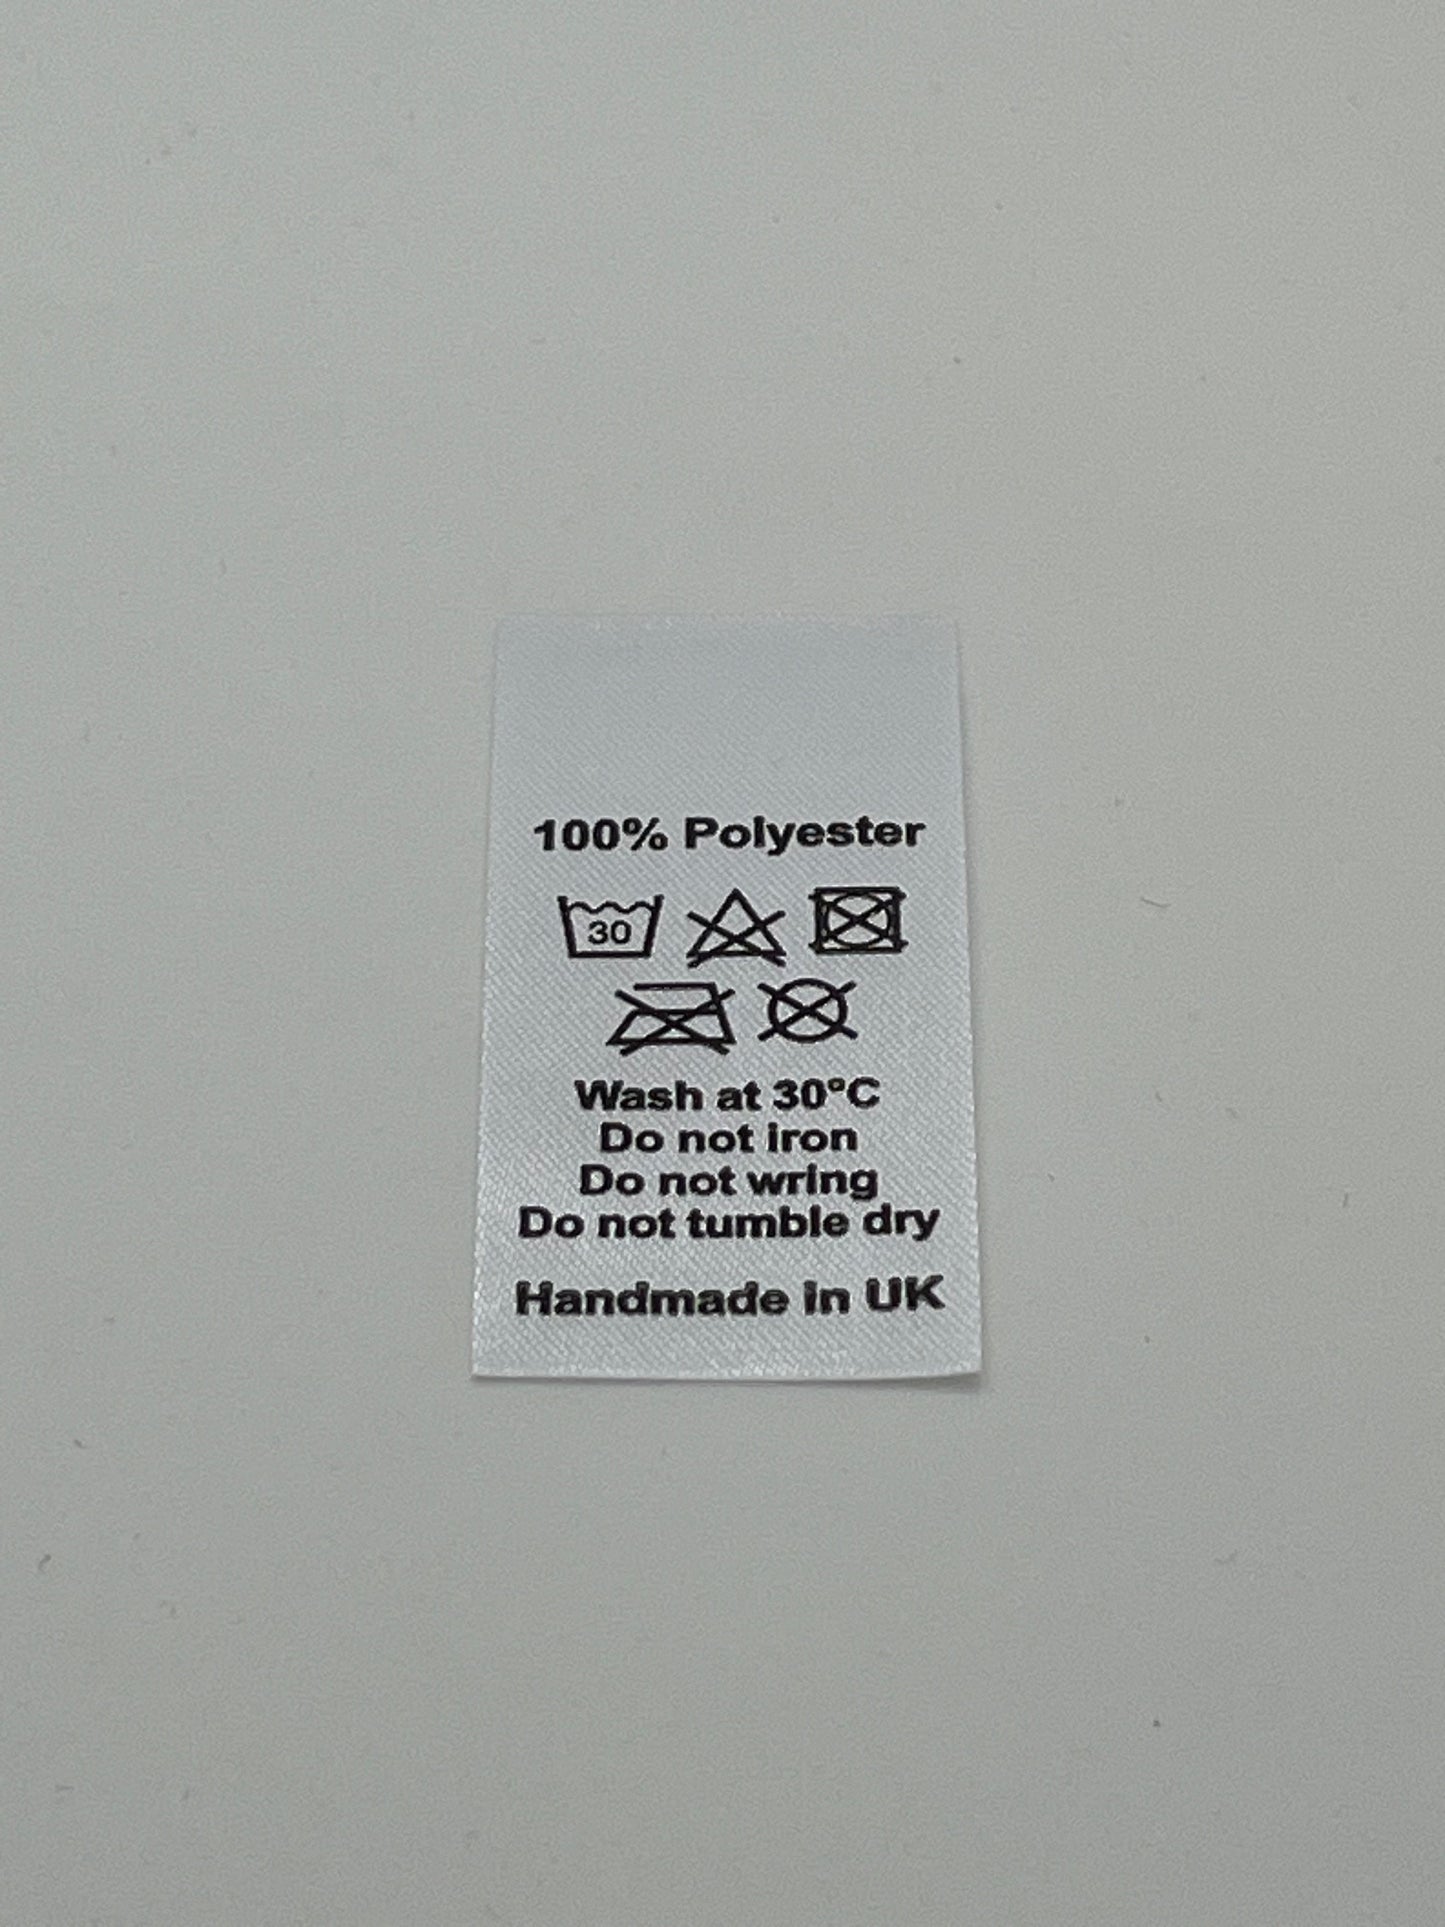 100% Polyester
30
Wash at 30°C
Do not iron
Do not wring
Do not tumble dry
Handmade in UK